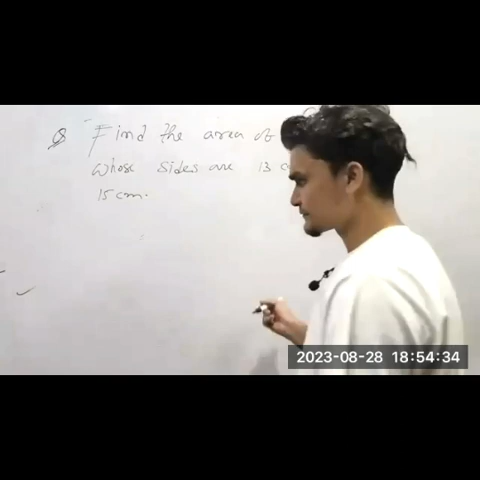 Q Find the area of
whose sides are 13
15 cm.
2023-08-28 18:54:34